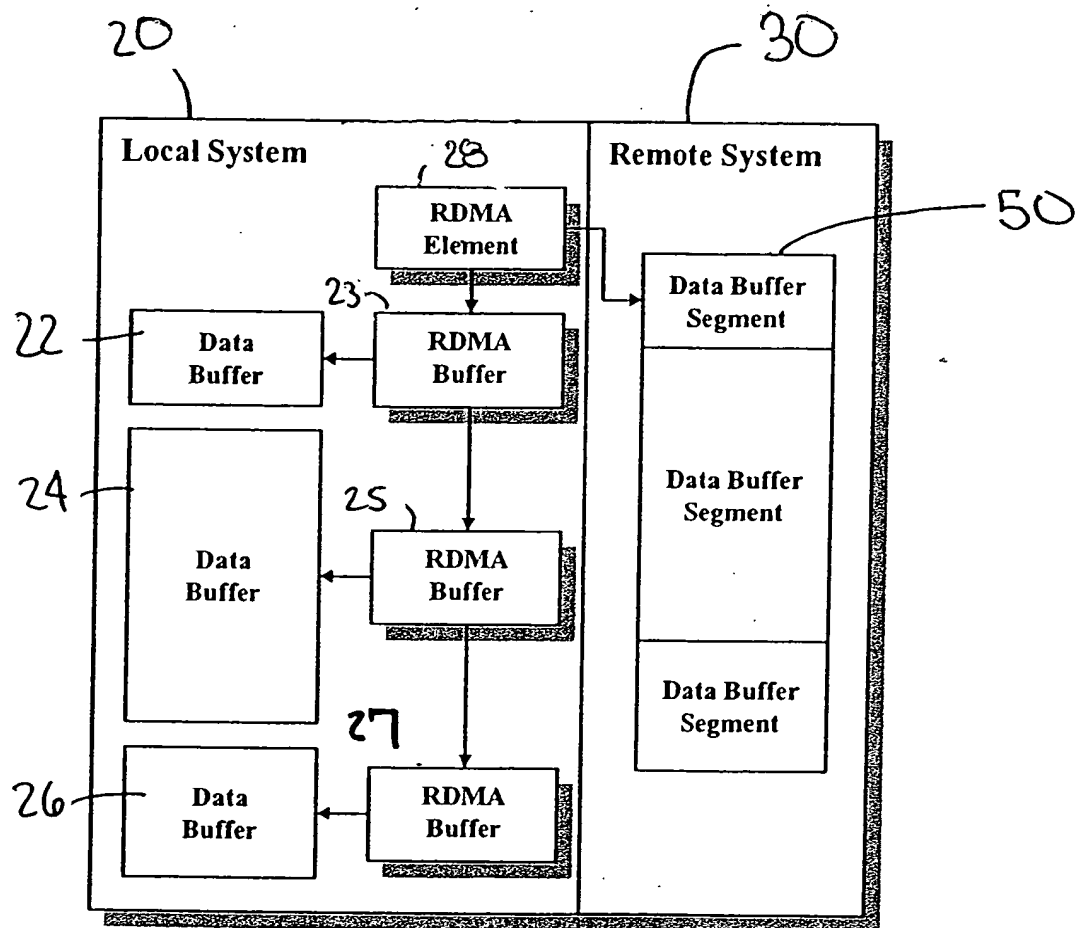 20
30
Local System
Remote System
28
RDMA
Element
50
Data Buffer
Segment
23
22
Data
Buffer
RDMA
Buffer
24
25
Data Buffer
Segment
Data
Buffer
RDMA
Buffer
Data Buffer
Segment
27
26
Data
Buffer
RDMA
Buffer